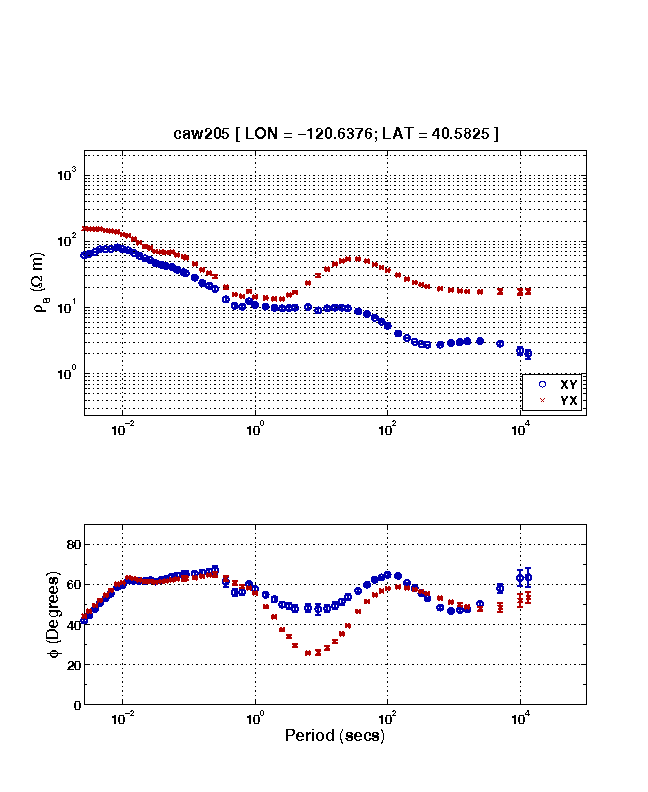 caw205 [ LON = −120.6376; LAT = 40.5825 ]
10³
10²
10¹
10⁰
ρa (Ω m)
XY
YX
10⁻² 10⁰ 10² 10⁴
80
60
40
20
0
ϕ (Degrees)
10⁻² 10⁰ 10² 10⁴
Period (secs)